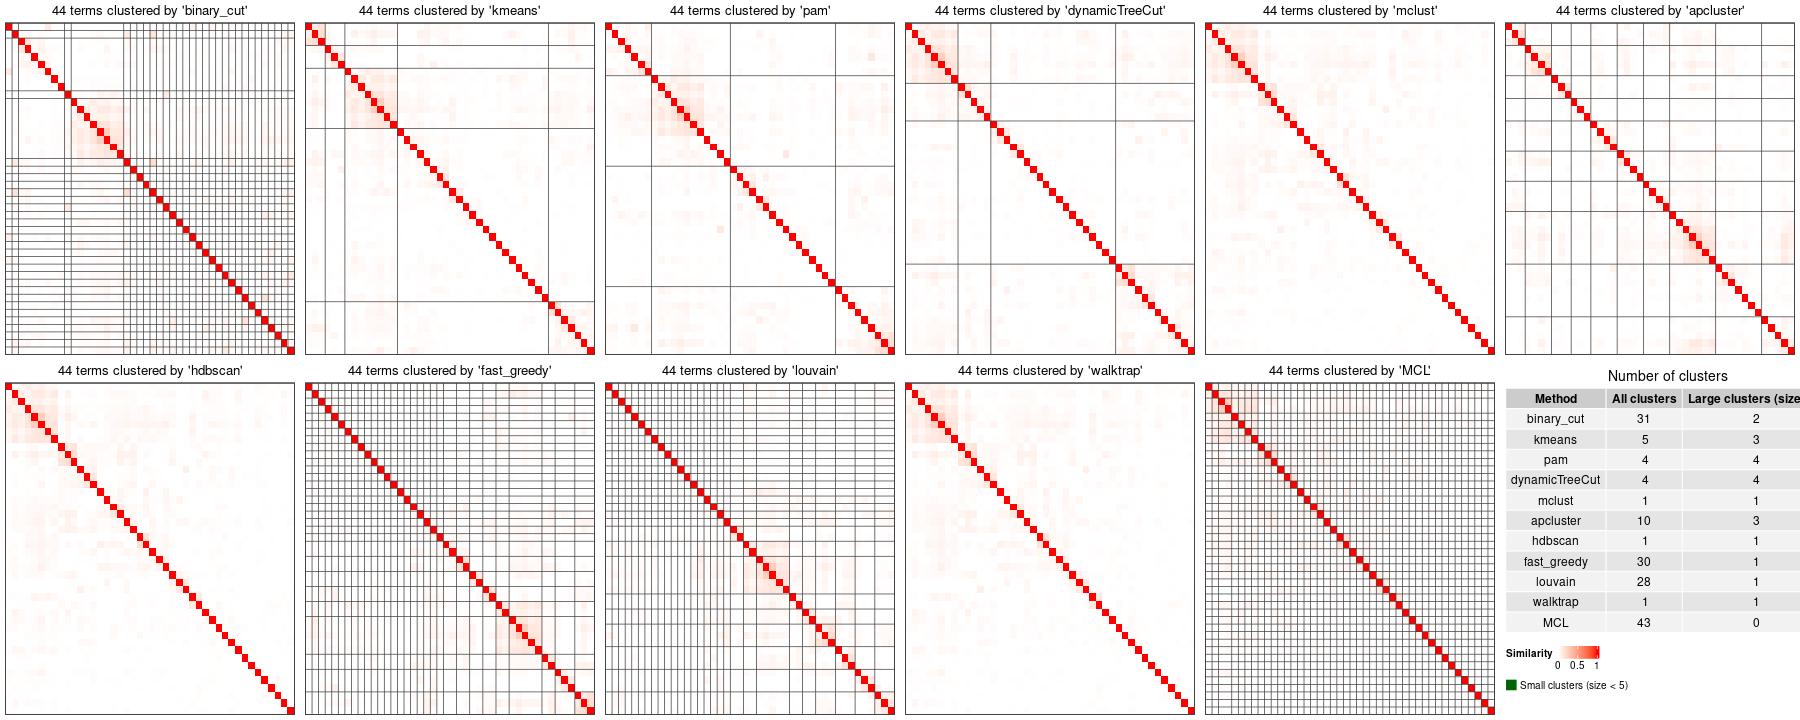 44 terms clustered by 'binary_cut'
44 terms clustered by 'kmeans'
44 terms clustered by 'pam'
44 terms clustered by 'dynamicTreeCut'
44 terms clustered by 'mclust'
44 terms clustered by 'apcluster'
44 terms clustered by 'hdbscan'
44 terms clustered by 'fast_greedy'
44 terms clustered by 'louvain'
44 terms clustered by 'walktrap'
44 terms clustered by 'MCL'
Number of clusters
Method All clusters Large clusters (size
binary_cut 31 2
kmeans 5 3
pam 4 4
dynamicTreeCut 4 4
mclust 1 1
apcluster 10 3
hdbscan 1 1
fast_greedy 30 1
louvain 28 1
walktrap 1 1
MCL 43 0
Similarity
0 0.5 1
Small clusters (size < 5)